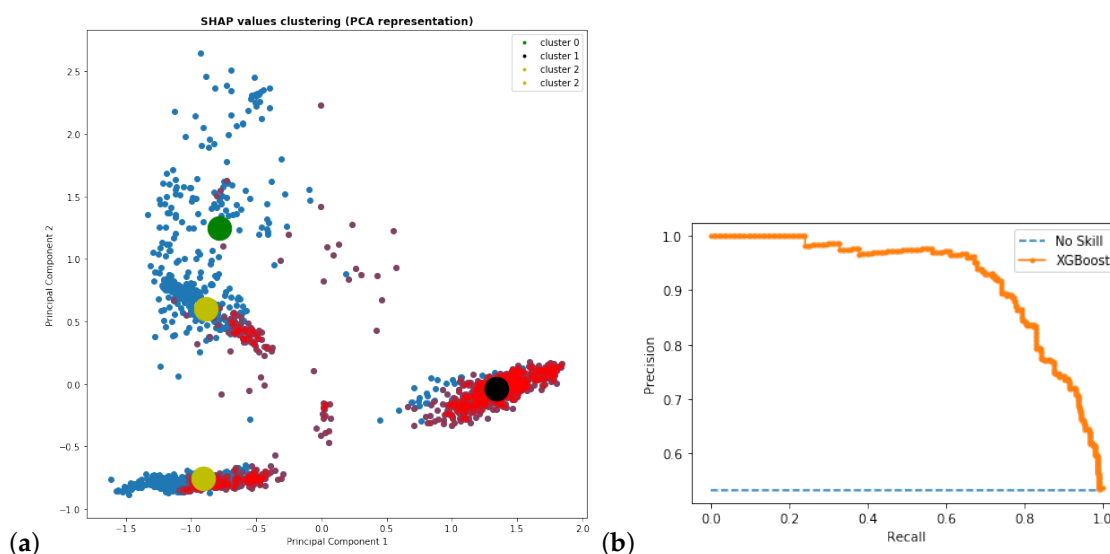 SHAP values clustering (PCA representation)
cluster 0
cluster 1
cluster 2
cluster 2
2.5
2.0
1.5
1.0
0.5
0.0
−0.5
−1.0
Principal Component 2
−1.5
−1.0
−0.5
0.0
0.5
1.0
1.5
2.0
Principal Component 1
(a)
No Skill
XGBoost
1.0
0.9
0.8
0.7
0.6
Precision
0.0
0.2
0.4
0.6
0.8
1.0
Recall
(b)